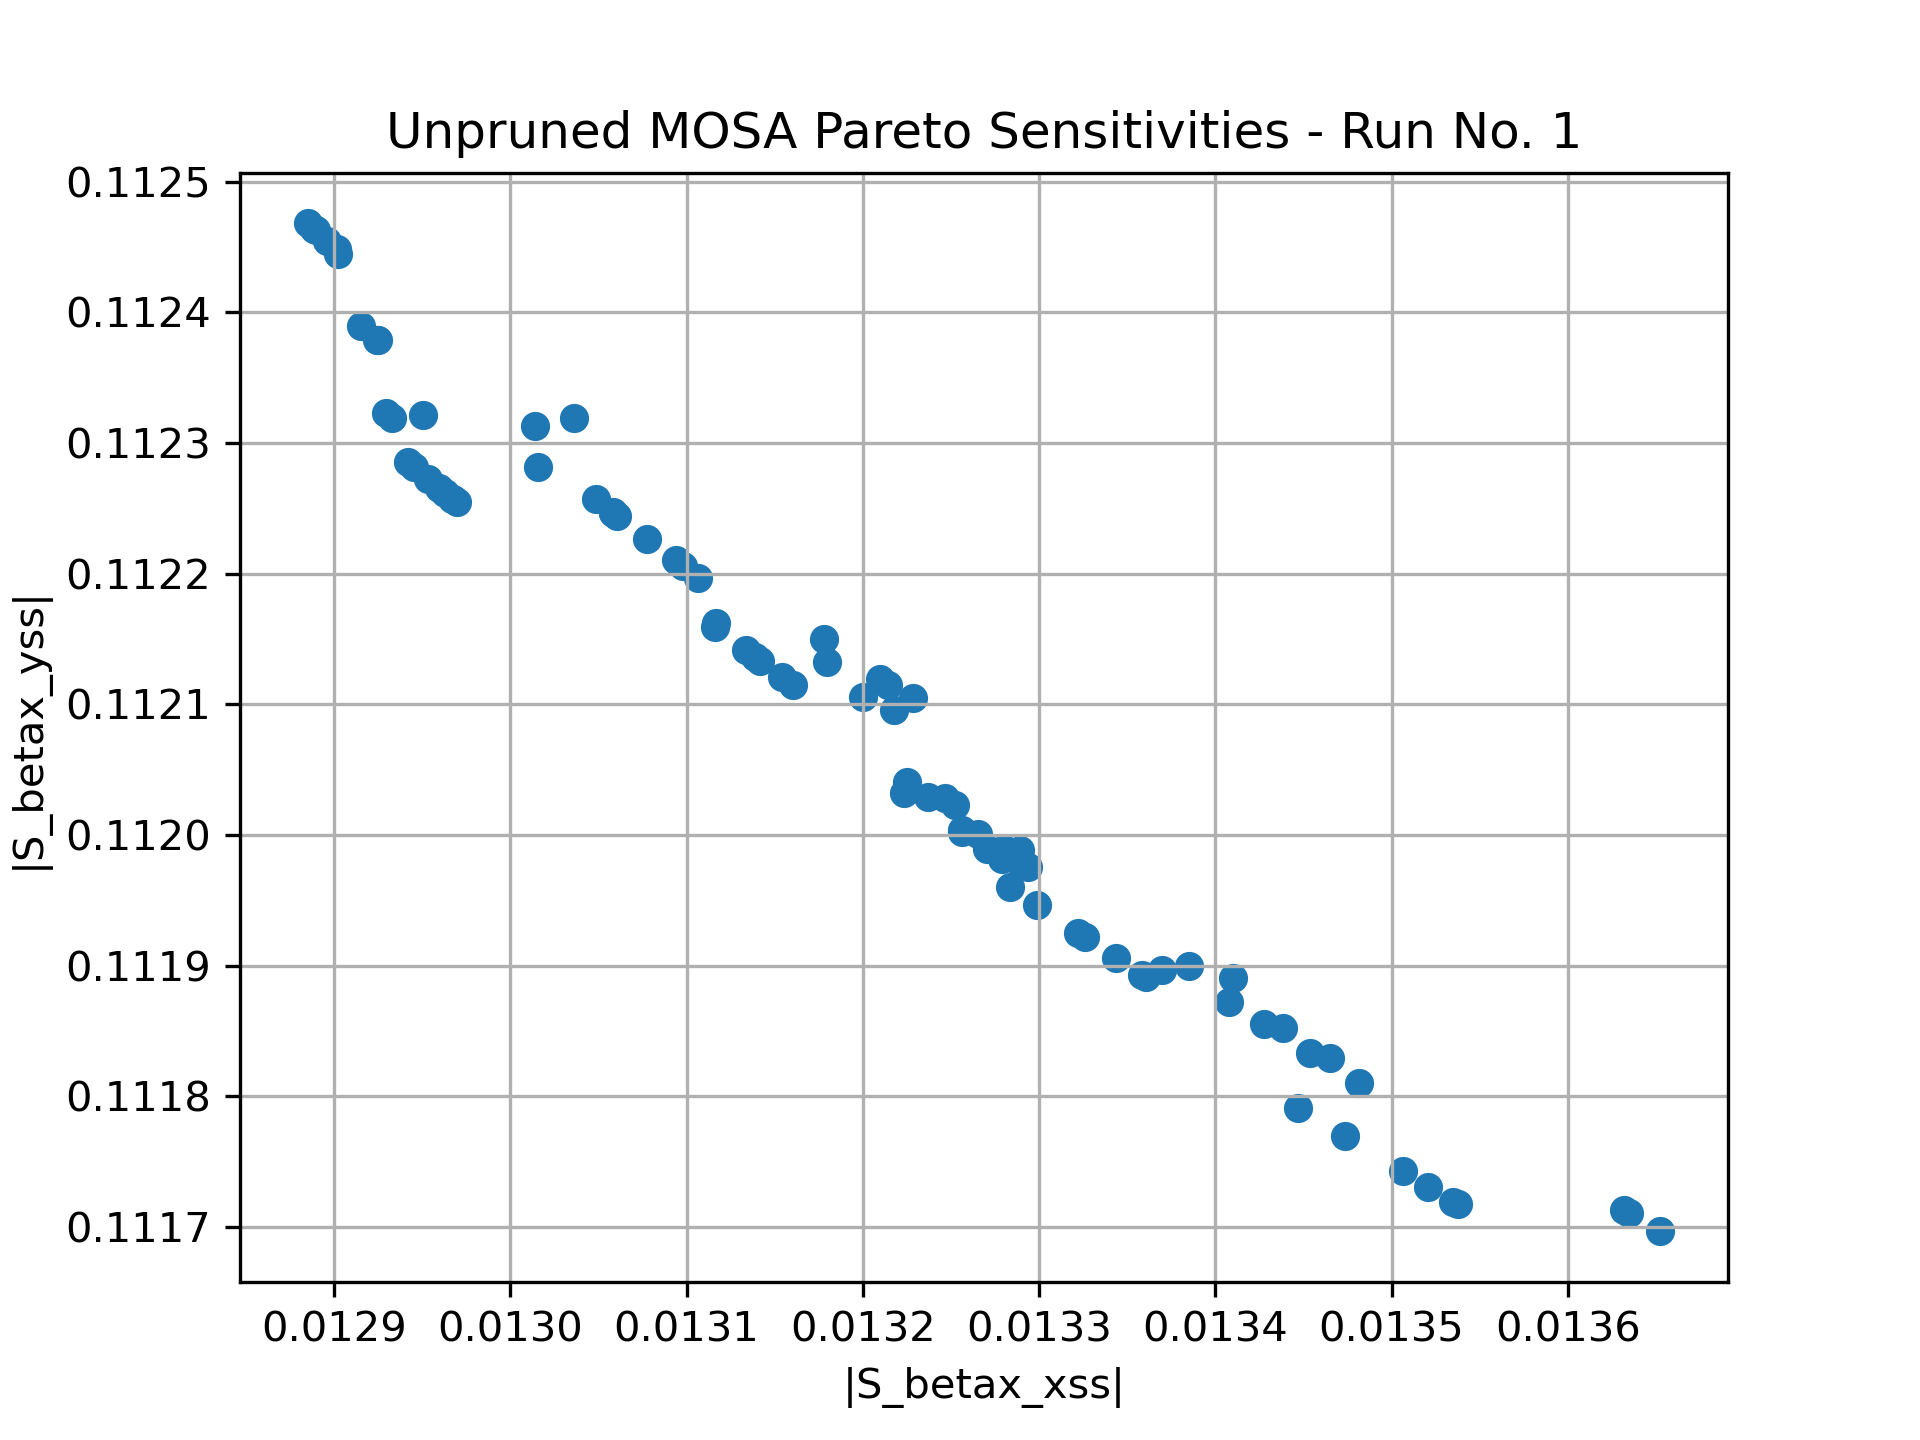 Unpruned MOSA Pareto Sensitivities - Run No. 1
0.1125
0.1124
0.1123
0.1122
0.1121
0.1120
0.1119
0.1118
0.1117
|S_betax_yss|
0.0129 0.0130 0.0131 0.0132 0.0133 0.0134 0.0135 0.0136
|S_betax_xss|